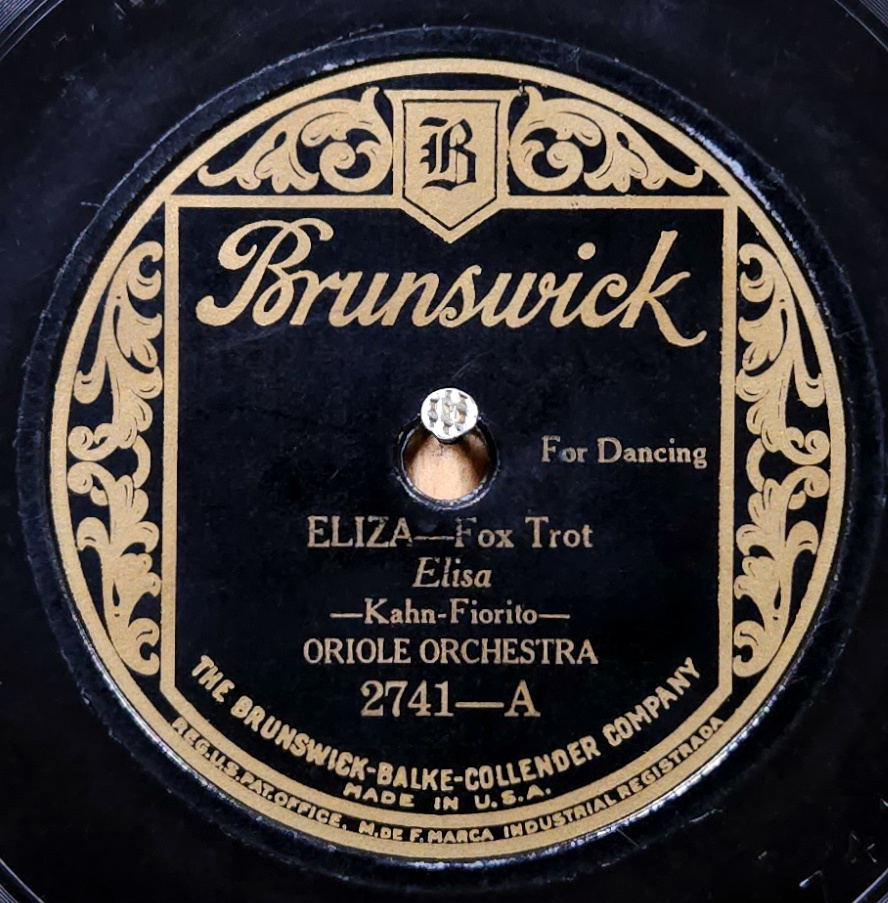 B
Brunswick
For Dancing
ELIZA—Fox Trot
Elisa
—Kahn-Fiorito—
ORIOLE ORCHESTRA
2741—A
THE BRUNSWICK-BALKE-COLLENDER COMPANY
MADE IN U.S.A.
REG.U.S.PAT.OFFICE. M.DE F. MARCA INDUSTRIAL REGISTRADA